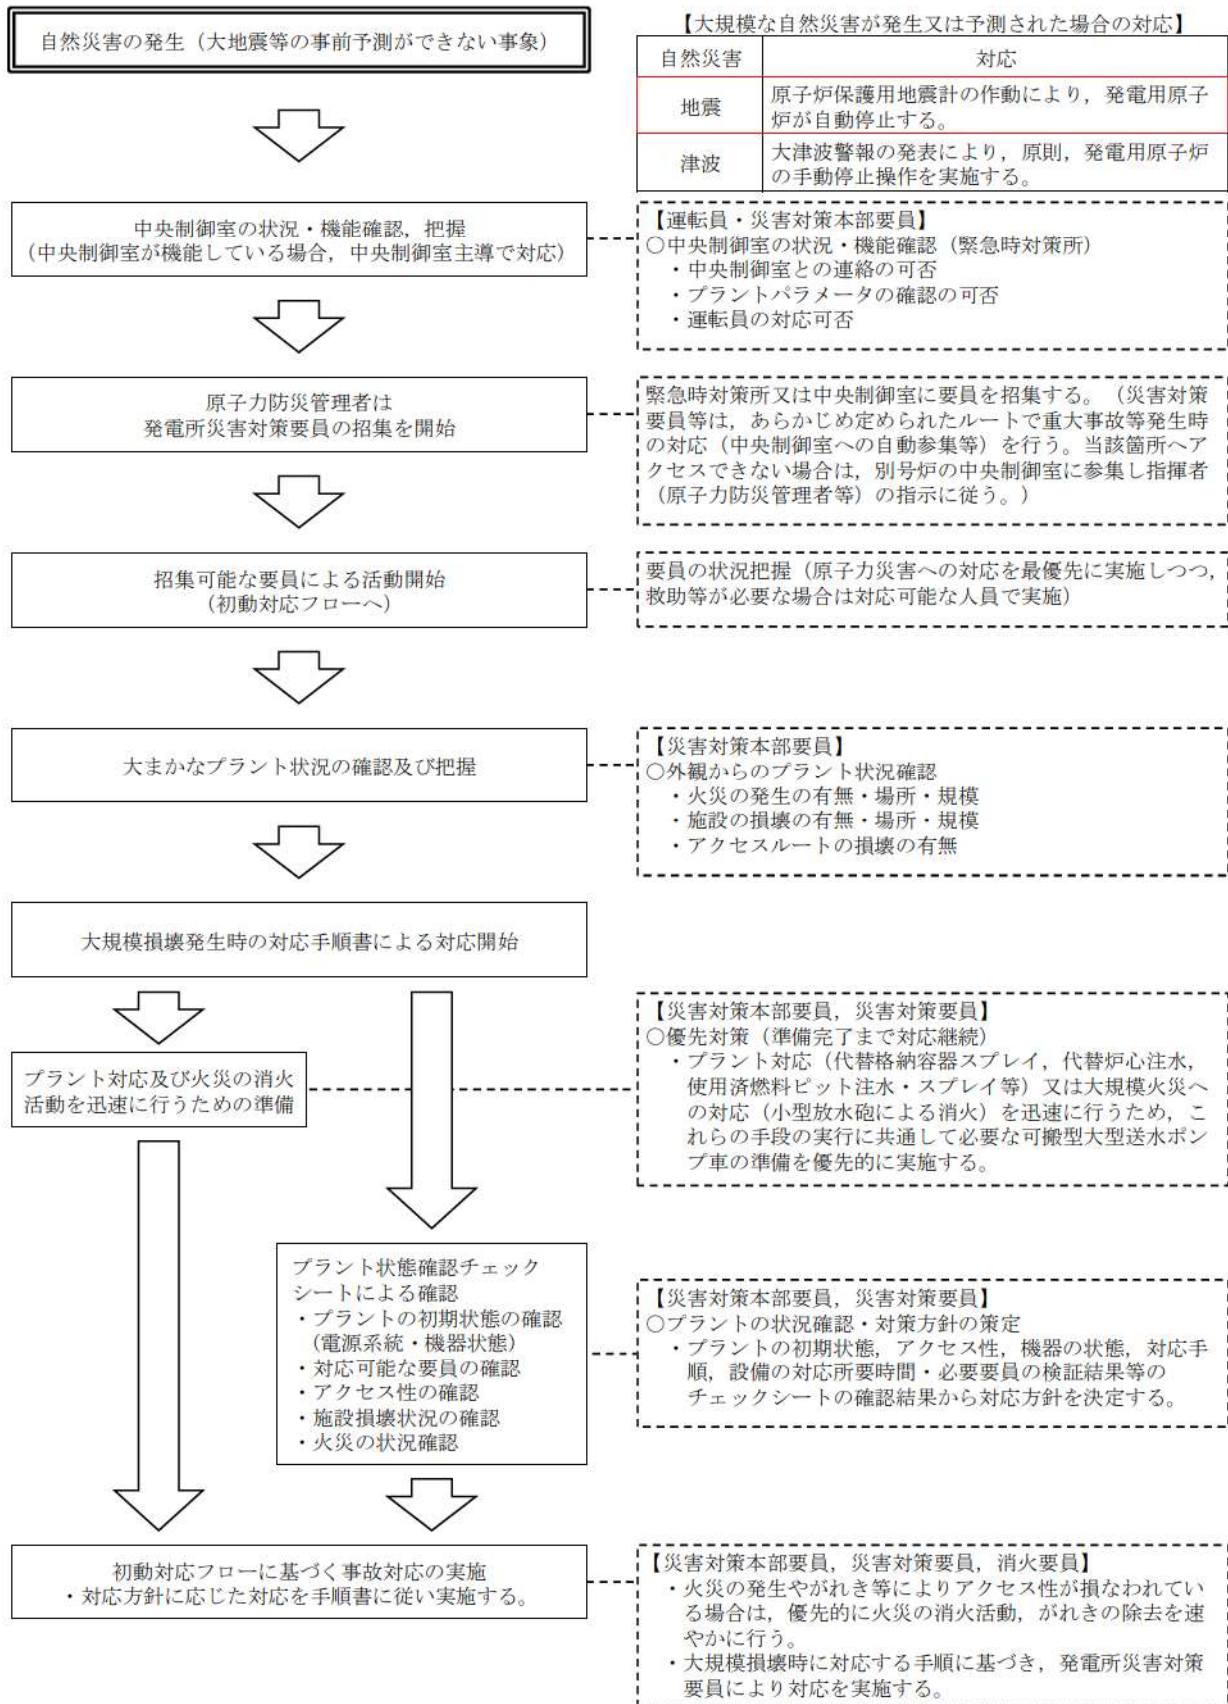 自然災害の発生（大地震等の事前予測ができない事象）
【大規模な自然災害が発生又は予測された場合の対応】
自然災害
対応
地震
原子炉保護用地震計の作動により，発電用原子
炉が自動停止する。
津波
大津波警報の発表により，原則，発電用原子炉
の手動停止操作を実施する。
中央制御室の状況・機能確認，把握
（中央制御室が機能している場合，中央制御室主導で対応）
【運転員・災害対策本部要員】
○中央制御室の状況・機能確認（緊急時対策所）
・中央制御室との連絡の可否
・プラントパラメータの確認の可否
・運転員の対応可否
原子力防災管理者は
発電所災害対策要員の招集を開始
緊急時対策所又は中央制御室に要員を招集する。（災害対策
要員等は，あらかじめ定められたルートで重大事故等発生時
の対応（中央制御室への自動参集等）を行う。当該箇所へア
クセスできない場合は，別号炉の中央制御室に参集し指揮者
（原子力防災管理者等）の指示に従う。）
招集可能な要員による活動開始
（初動対応フローへ）
要員の状況把握（原子力災害への対応を最優先に実施しつつ，
救助等が必要な場合は対応可能な人員で実施）
大まかなプラント状況の確認及び把握
【災害対策本部要員】
○外観からのプラント状況確認
・火災の発生の有無・場所・規模
・施設の損壊の有無・場所・規模
・アクセスルートの損壊の有無
大規模損壊発生時の対応手順書による対応開始
プラント対応及び火災の消火
活動を迅速に行うための準備
【災害対策本部要員，災害対策要員】
○優先対策（準備完了まで対応継続）
・プラント対応（代替格納容器スプレイ，代替炉心注水，
使用済燃料ピット注水・スプレイ等）又は大規模火災へ
の対応（小型放水砲による消火）を迅速に行うため，こ
れらの手段の実行に共通して必要な可搬型大型送水ポン
プ車の準備を優先的に実施する。
プラント状態確認チェック
シートによる確認
・プラントの初期状態の確認
（電源系統・機器状態）
・対応可能な要員の確認
・アクセス性の確認
・施設損壊状況の確認
・火災の状況確認
【災害対策本部要員，災害対策要員】
○プラントの状況確認・対策方針の策定
・プラントの初期状態，アクセス性，機器の状態，対応手
順，設備の対応所要時間・必要要員の検証結果等の
チェックシートの確認結果から対応方針を決定する。
初動対応フローに基づく事故対応の実施
・対応方針に応じた対応を手順書に従い実施する。
【災害対策本部要員，災害対策要員，消火要員】
・火災の発生やがれき等によりアクセス性が損なわれてい
る場合は，優先的に火災の消火活動，がれきの除去を速
やかに行う。
・大規模損壊時に対応する手順に基づき，発電所災害対策
要員により対応を実施する。